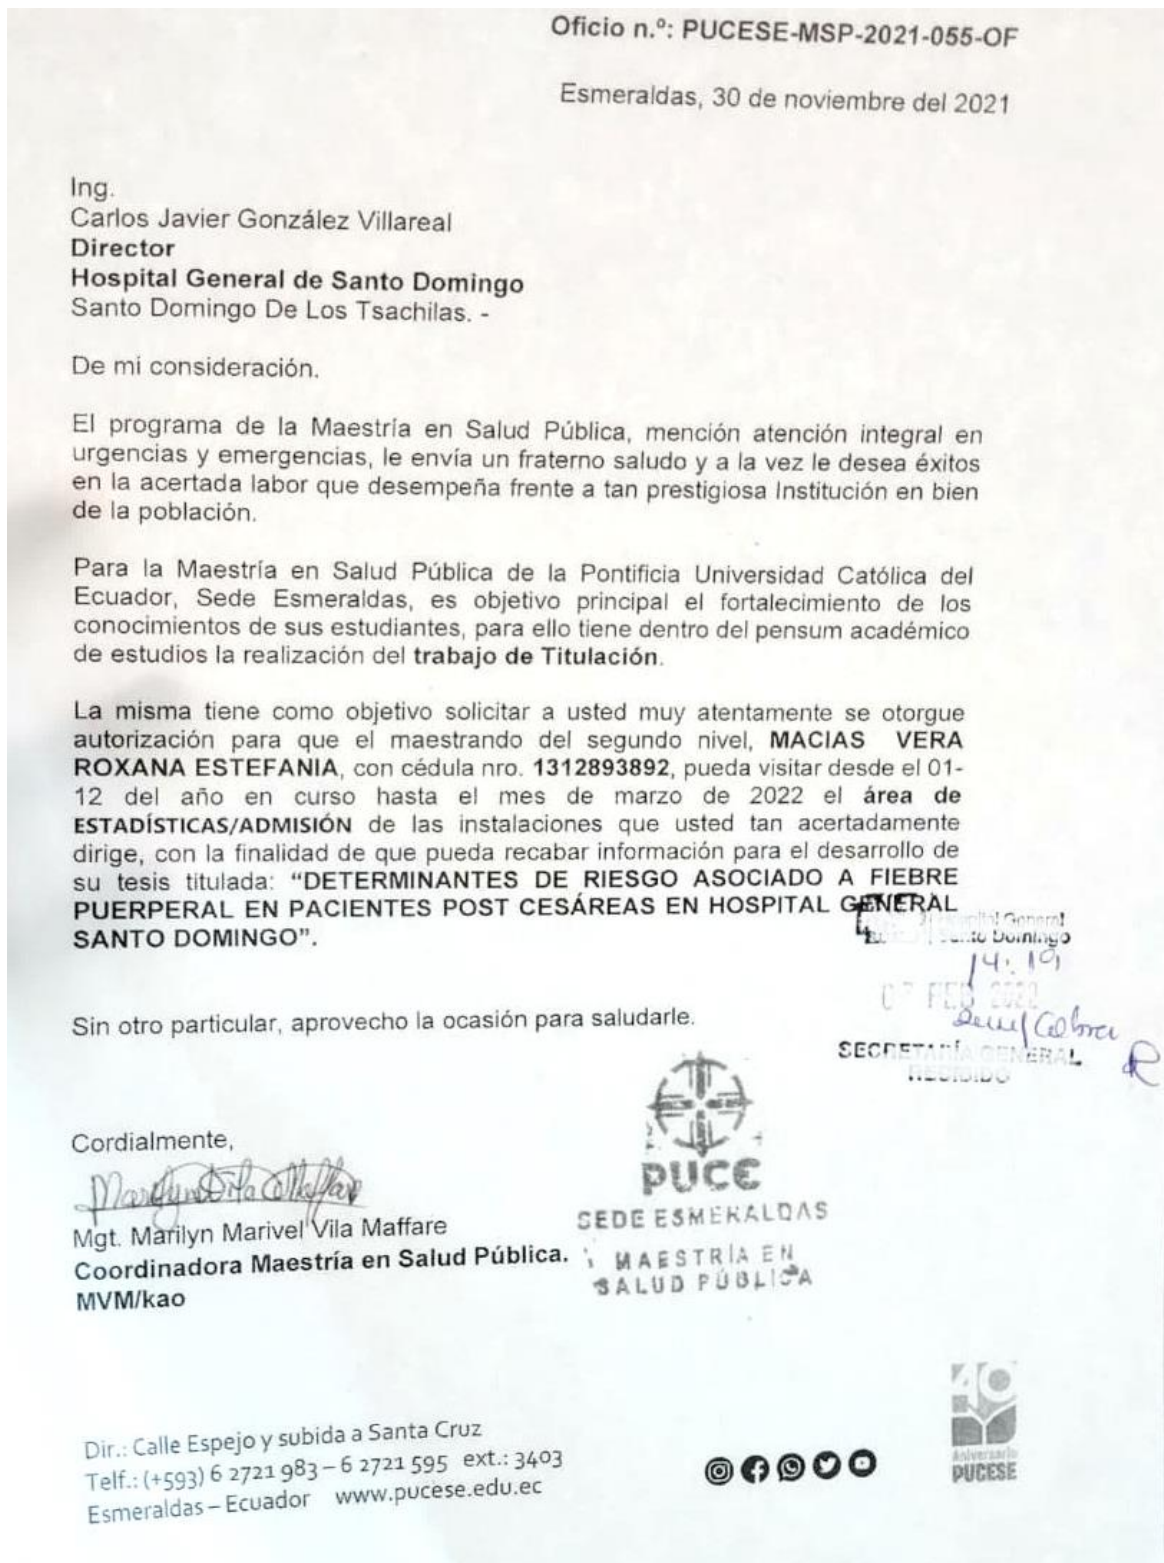 Oficio n.º: PUCESE-MSP-2021-055-OF
Esmeraldas, 30 de noviembre del 2021
Ing.
Carlos Javier González Villareal
Director
Hospital General de Santo Domingo
Santo Domingo De Los Tsachilas. -
De mi consideración.
El programa de la Maestría en Salud Pública, mención atención integral en
urgencias y emergencias, le envía un fraterno saludo y a la vez le desea éxitos
en la acertada labor que desempeña frente a tan prestigiosa Institución en bien
de la población.
Para la Maestría en Salud Pública de la Pontificia Universidad Católica del
Ecuador, Sede Esmeraldas, es objetivo principal el fortalecimiento de los
conocimientos de sus estudiantes, para ello tiene dentro del pensum académico
de estudios la realización del trabajo de Titulación.
La misma tiene como objetivo solicitar a usted muy atentamente se otorgue
autorización para que el maestrando del segundo nivel, MACIAS VERA
ROXANA ESTEFANIA, con cédula nro. 1312893892, pueda visitar desde el 01-
12 del año en curso hasta el mes de marzo de 2022 el área de
ESTADÍSTICAS/ADMISIÓN de las instalaciones que usted tan acertadamente
dirige, con la finalidad de que pueda recabar información para el desarrollo de
su tesis titulada: “DETERMINANTES DE RIESGO ASOCIADO A FIEBRE
PUERPERAL EN PACIENTES POST CESÁREAS EN HOSPITAL GENERAL
SANTO DOMINGO”.
Hospital General
Santo Domingo
14:19
FEB 2022
SECRETARÍA GENERAL
RECIBIDO
Sin otro particular, aprovecho la ocasión para saludarle.
Cordialmente,
Mgt. Marilyn Marivel Vila Maffare
Coordinadora Maestría en Salud Pública.
MVM/kao
PUCE
SEDE ESMERALDAS
MAESTRÍA EN
SALUD PÚBLICA
Dir.: Calle Espejo y subida a Santa Cruz
Telf.: (+593) 6 2721 983 – 6 2721 595 ext.: 3403
Esmeraldas – Ecuador www.pucese.edu.ec
40
Aniversario
PUCESE